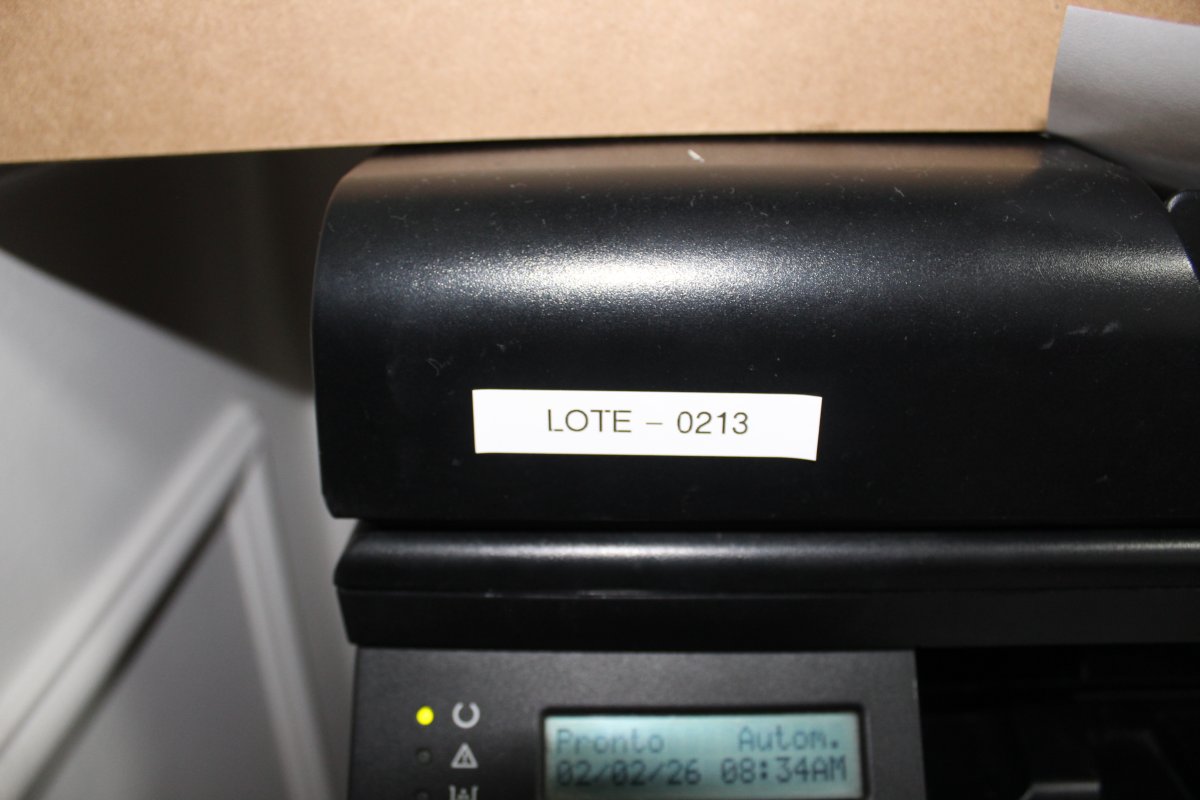 LOTE – 0213
Pronto Autom.
02/02/26 08:34AM